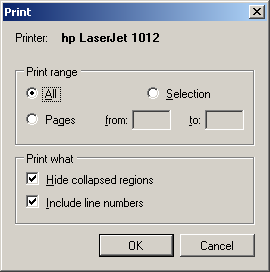 Print
Printer: hp LaserJet 1012
Print range
All Selection
Pages from: to:
Print what
Hide collapsed regions
Include line numbers
OK Cancel